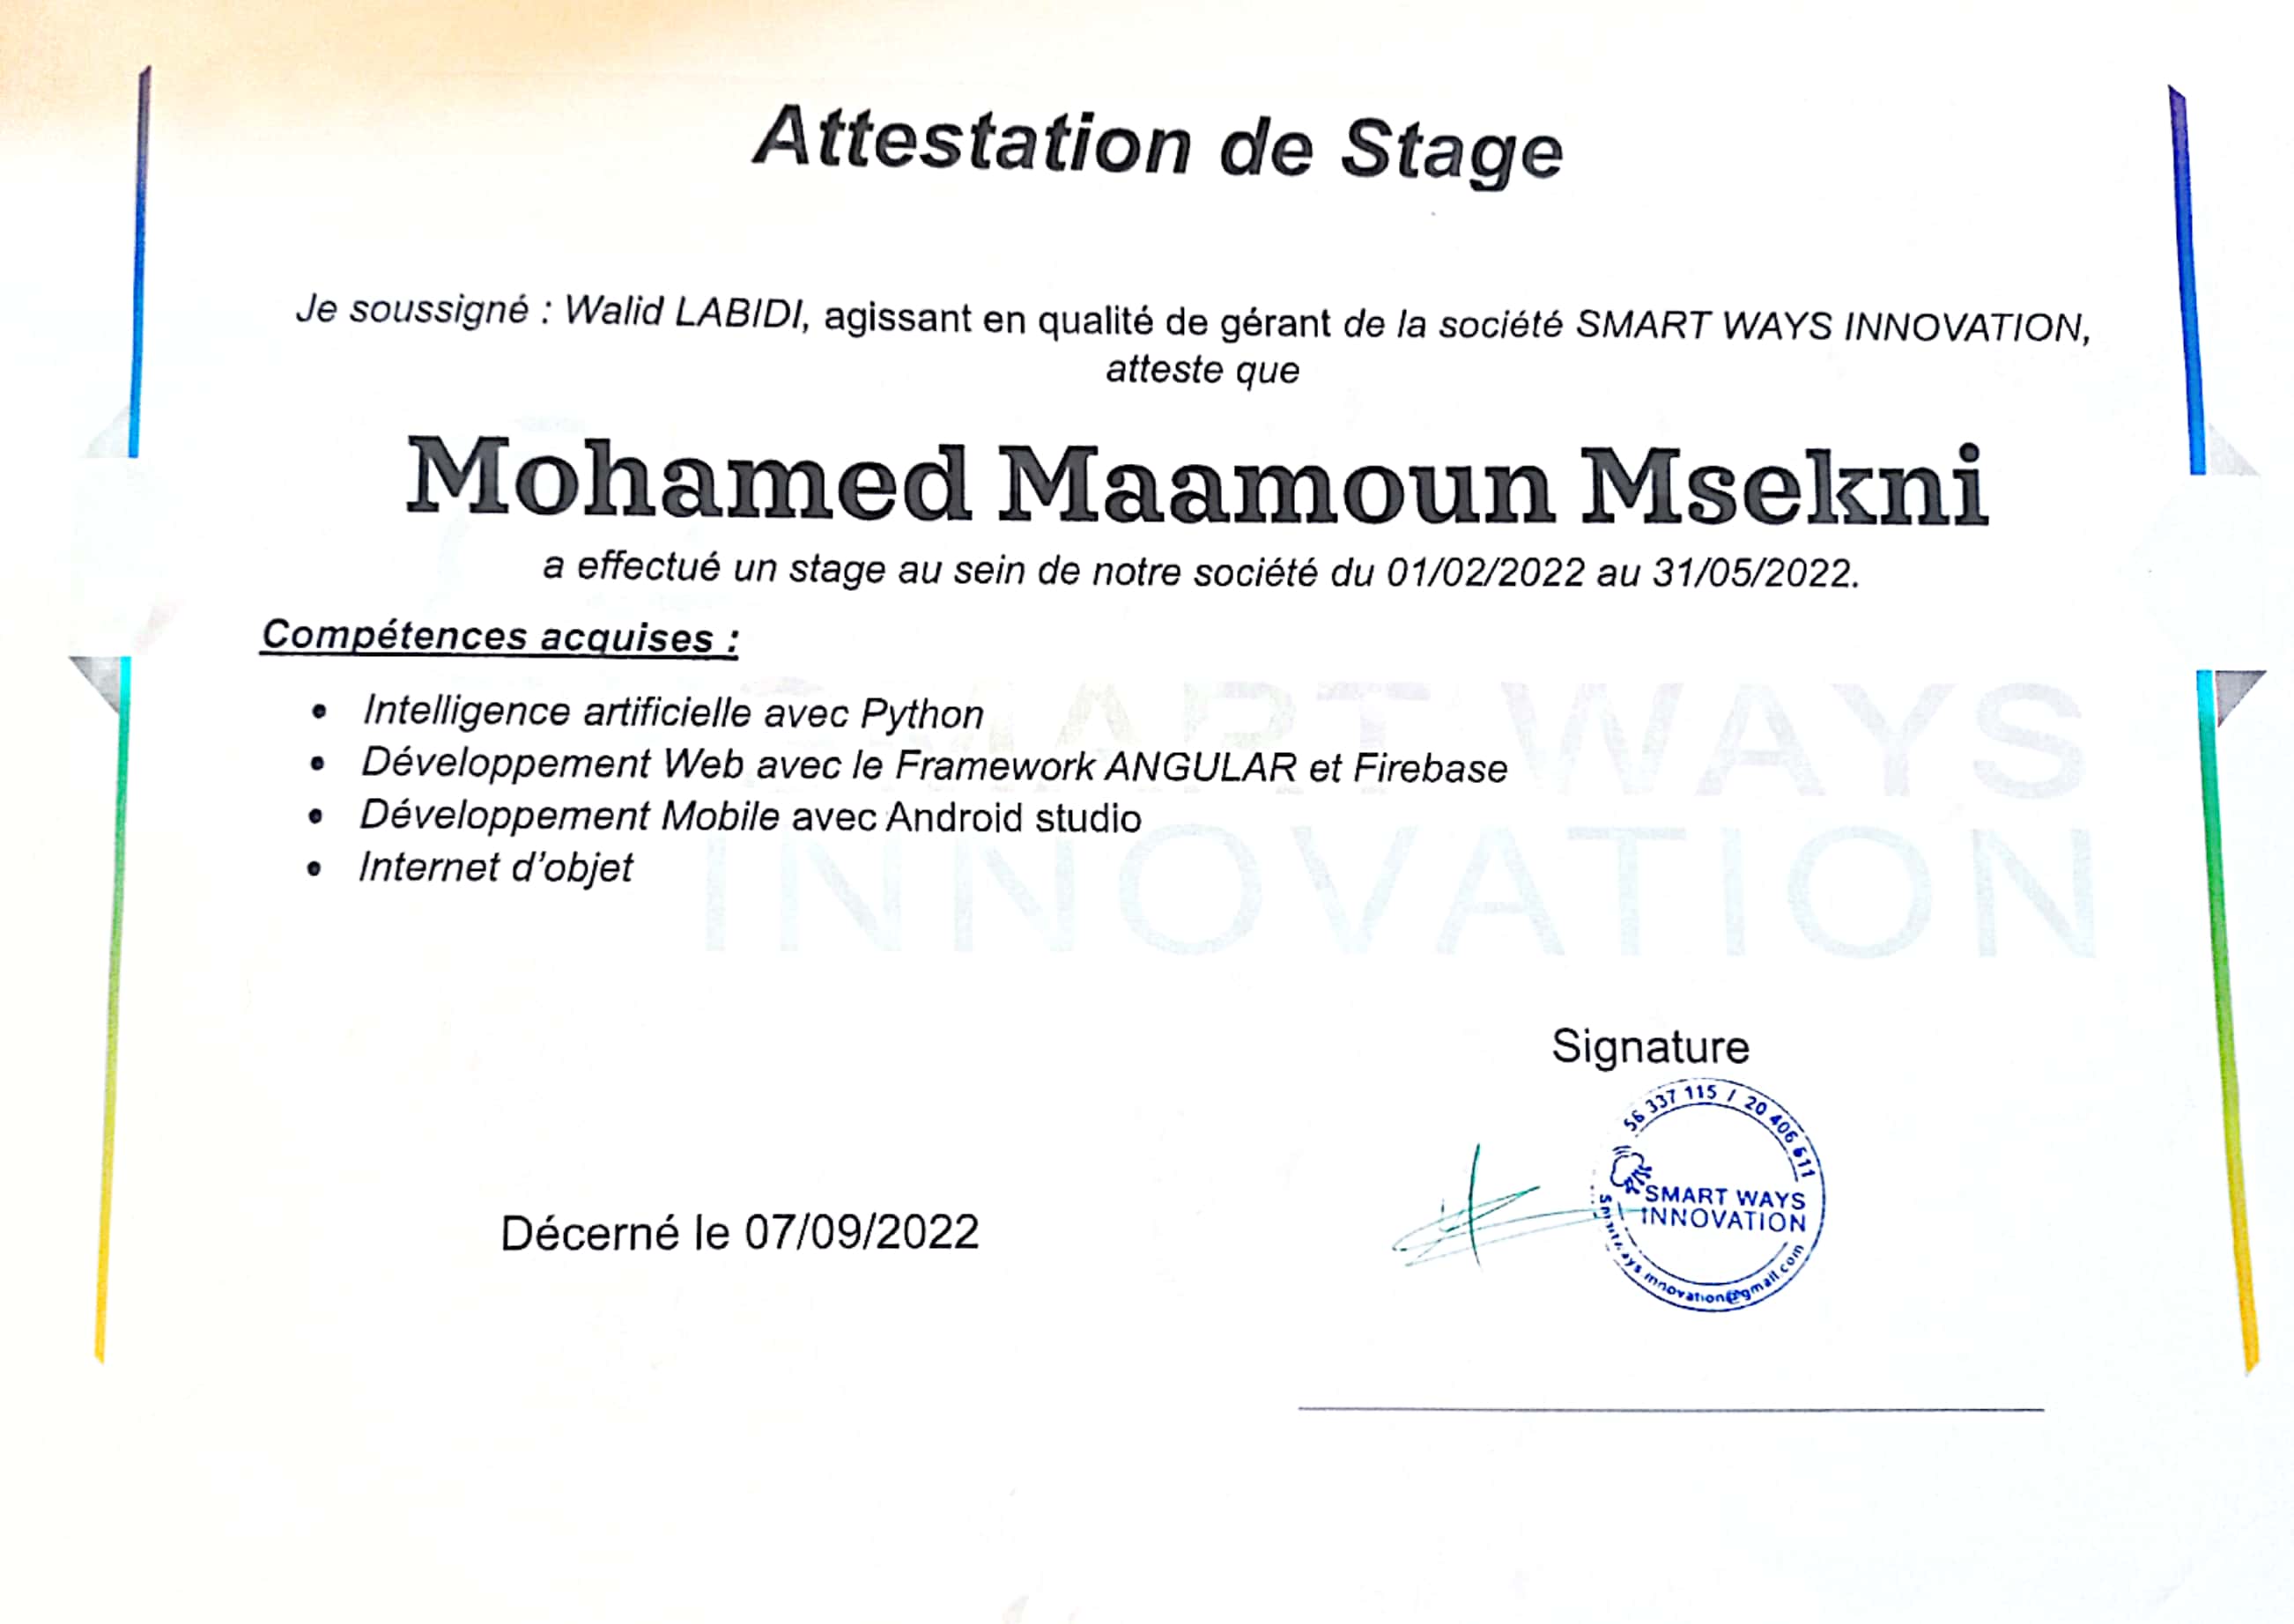 Attestation de Stage
Je soussigné : Walid LABIDI, agissant en qualité de gérant de la société SMART WAYS INNOVATION,
atteste que
Mohamed Maamoun Msekni
a effectué un stage au sein de notre société du 01/02/2022 au 31/05/2022.
Compétences acquises :
• Intelligence artificielle avec Python
• Développement Web avec le Framework ANGULAR et Firebase
• Développement Mobile avec Android studio
• Internet d'objet
SMART WAYS
INNOVATION
Signature
56 337 115 / 20 406 611
SMART WAYS
INNOVATION
innovation@gmail.com
Décerné le 07/09/2022